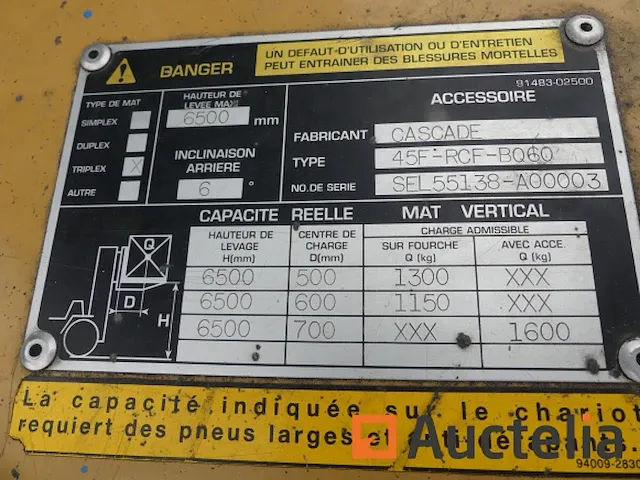 DANGER
UN DEFAUT-D'UTILISATION OU D'ENTRETIEN
PEUT ENTRAINER DES BLESSURES MORTELLES
91483-02500
TYPE DE MAT
SIMPLEX
DUPLEX
TRIPLEX X
AUTRE
HAUTEUR DE
LEVEE MAX.
6500 mm
INCLINAISON
ARRIERE
6 °
ACCESSOIRE
FABRICANT CASCADE
TYPE 45F-RCF-B060
NO.DE SERIE SEL55138-A00003
CAPACITE REELLE MAT VERTICAL
HAUTEUR DE
LEVAGE
H(mm)
CENTRE DE
CHARGE
D(mm)
CHARGE ADMISSIBLE
SUR FOURCHE
Q (kg)
AVEC ACCE.
Q (kg)
6500 500 1300 XXX
6500 600 1150 XXX
6500 700 XXX 1600
Q
D
H
La capacité indiquée sur le chariot
requiert des pneus larges et
94009-2830
Auctelia